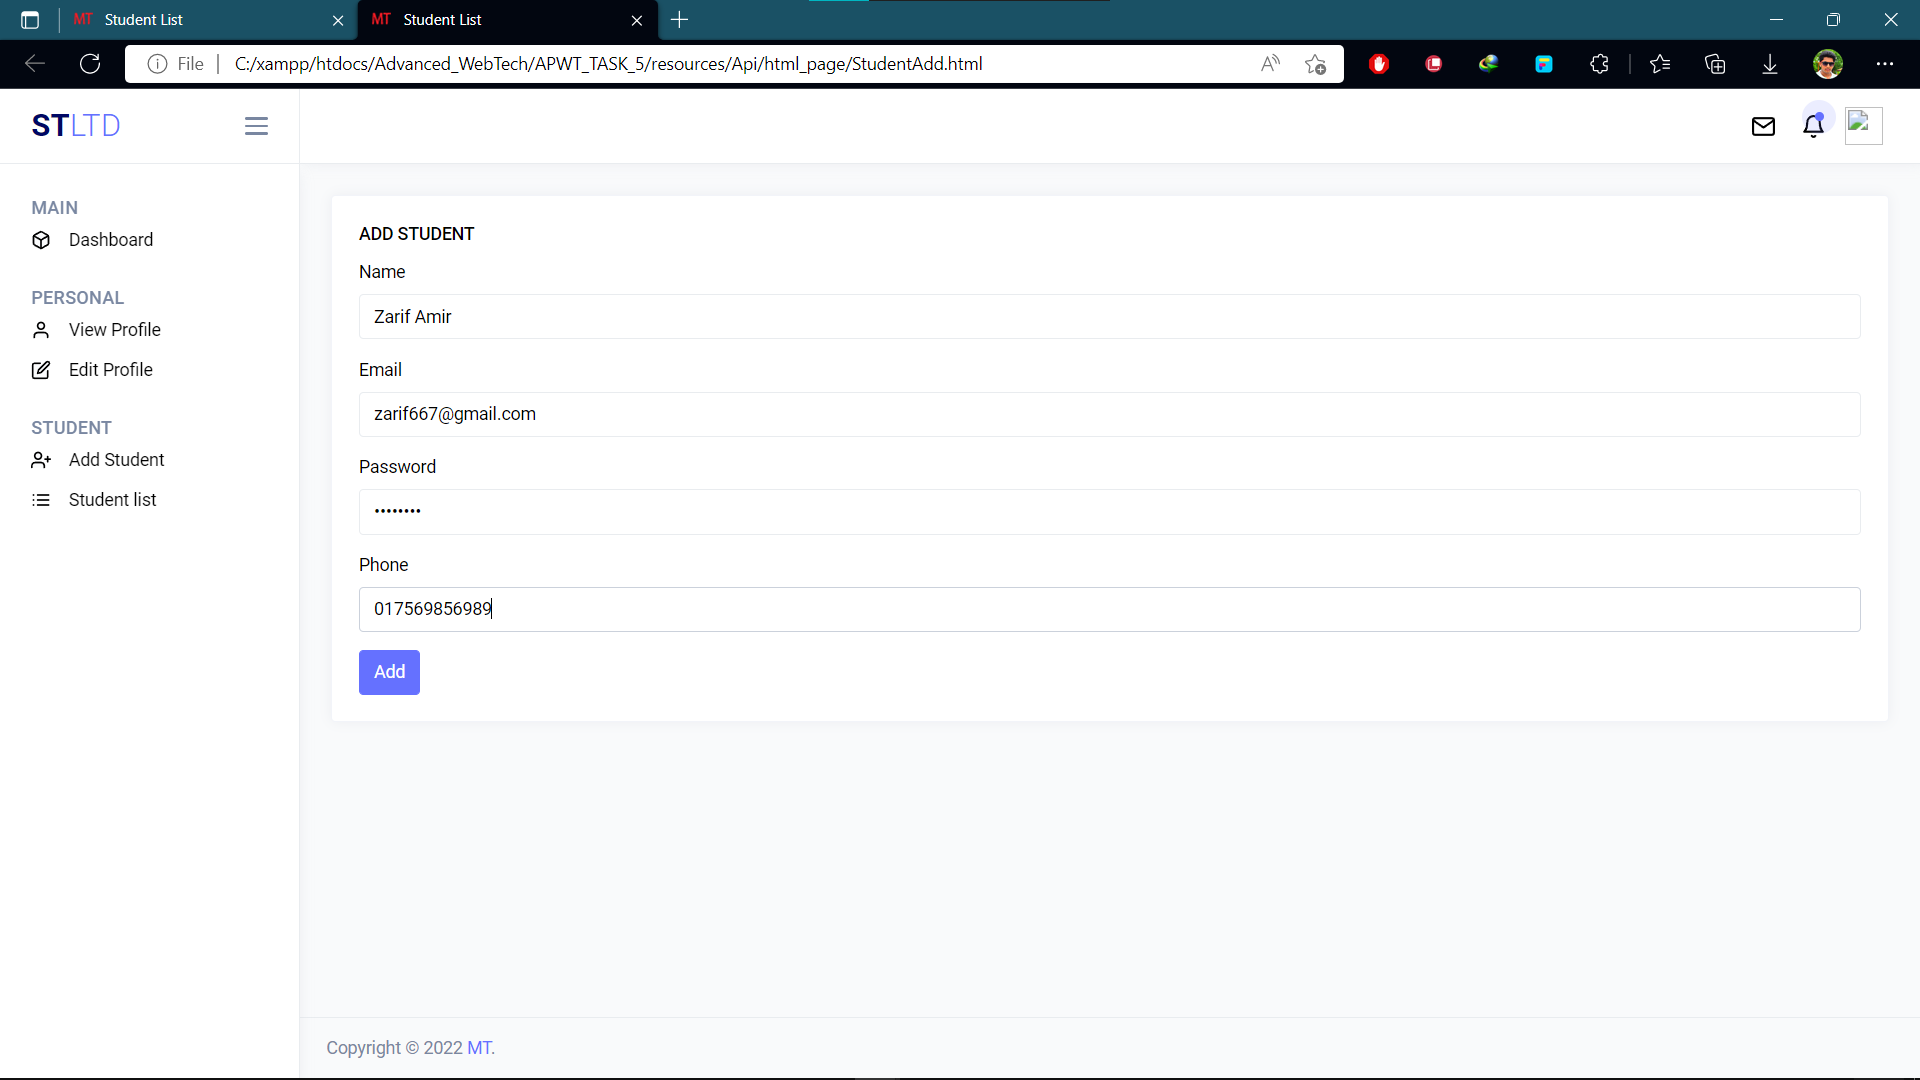 MT Student List
MT Student List
File C:/xampp/htdocs/Advanced_WebTech/APWT_TASK_5/resources/Api/html_page/StudentAdd.html
STLTD
MAIN
Dashboard
PERSONAL
View Profile
Edit Profile
STUDENT
Add Student
Student list
ADD STUDENT
Name
Zarif Amir
Email
zarif667@gmail.com
Password
••••••••
Phone
017569856989
Add
Copyright © 2022 MT.